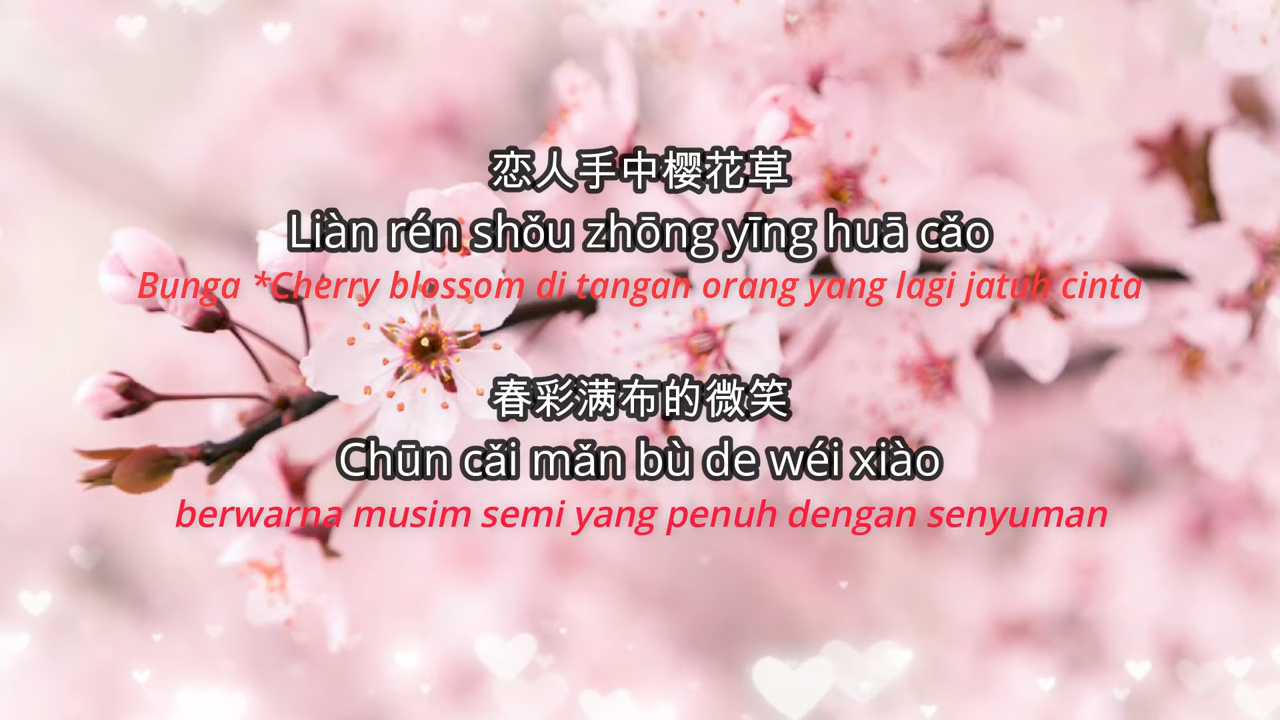 恋人手中樱花草
Liàn rén shǒu zhōng yīng huā cǎo
Bunga *Cherry blossom di tangan orang yang lagi jatuh cinta
春彩满布的微笑
Chūn cǎi mǎn bù de wéi xiào
berwarna musim semi yang penuh dengan senyuman